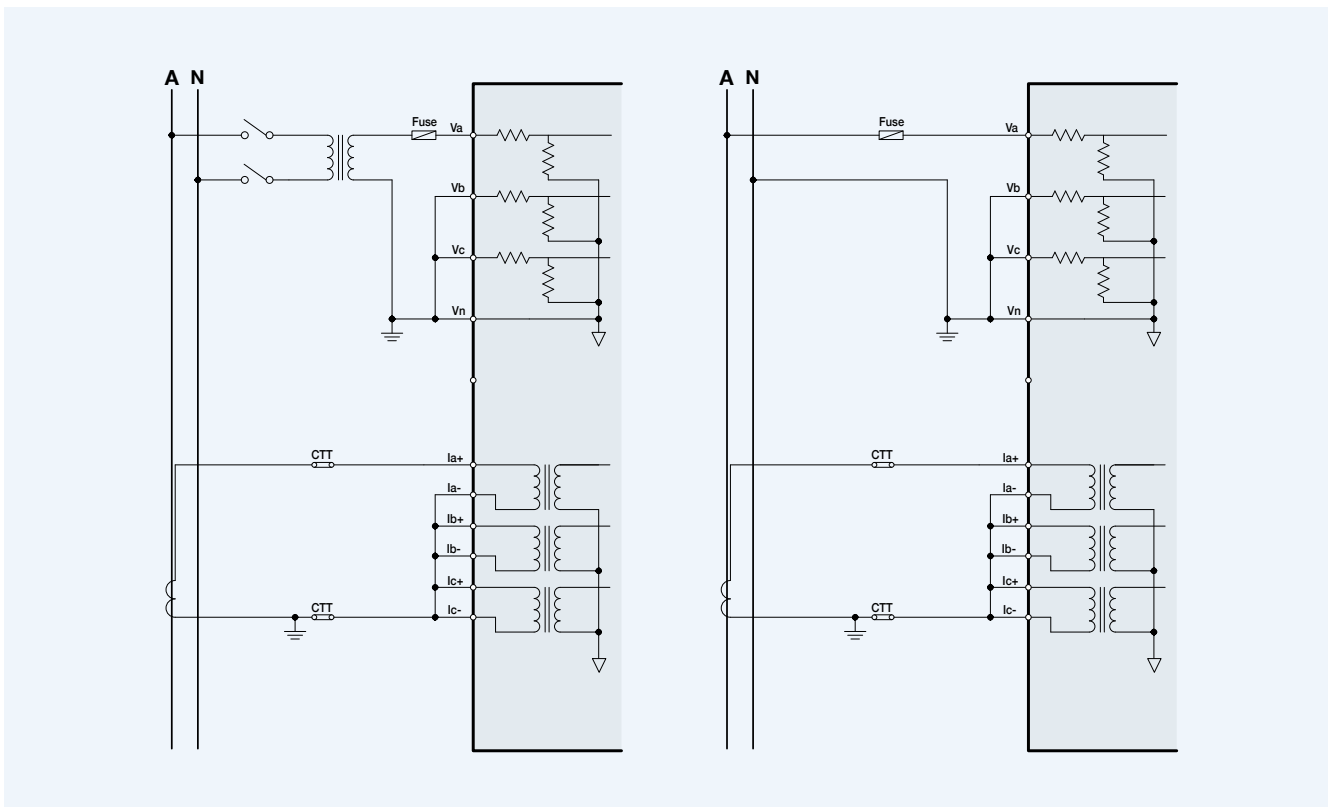 A N
Fuse
Va
Vb
Vc
Vn
CTT
Ia+
Ia-
Ib+
Ib-
Ic+
CTT
Ic-
A N
Fuse
Va
Vb
Vc
Vn
CTT
Ia+
Ia-
Ib+
Ib-
Ic+
CTT
Ic-